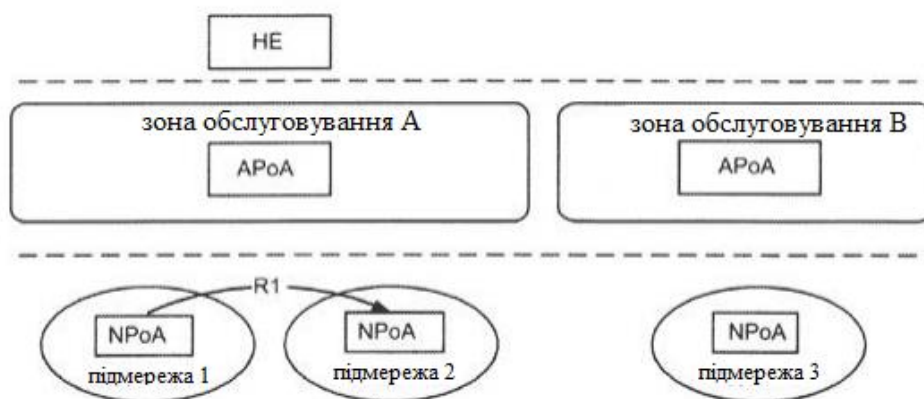 HE
зона обслуговування А
зона обслуговування В
APoA
APoA
R1
NPoA
NPoA
NPoA
підмережа 1
підмережа 2
підмережа 3